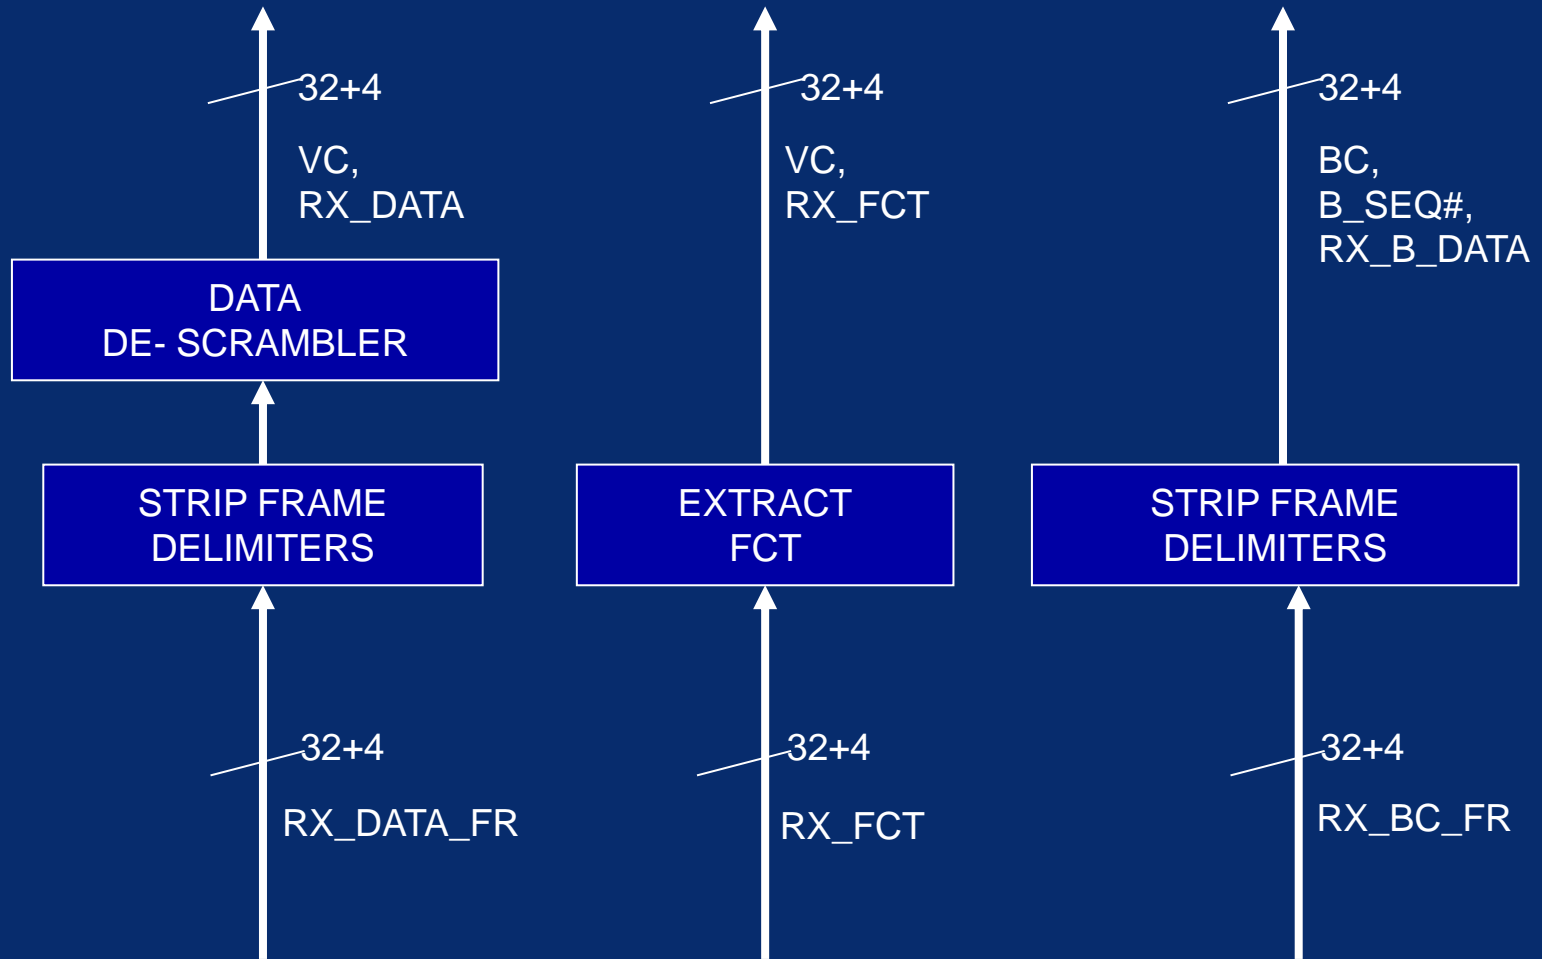 32+4
32+4
32+4
VC,
RX_DATA
VC,
RX_FCT
BC,
B_SEQ#,
RX_B_DATA
DATA
DE- SCRAMBLER
STRIP FRAME
DELIMITERS
EXTRACT
FCT
STRIP FRAME
DELIMITERS
32+4
32+4
32+4
RX_DATA_FR
RX_FCT
RX_BC_FR